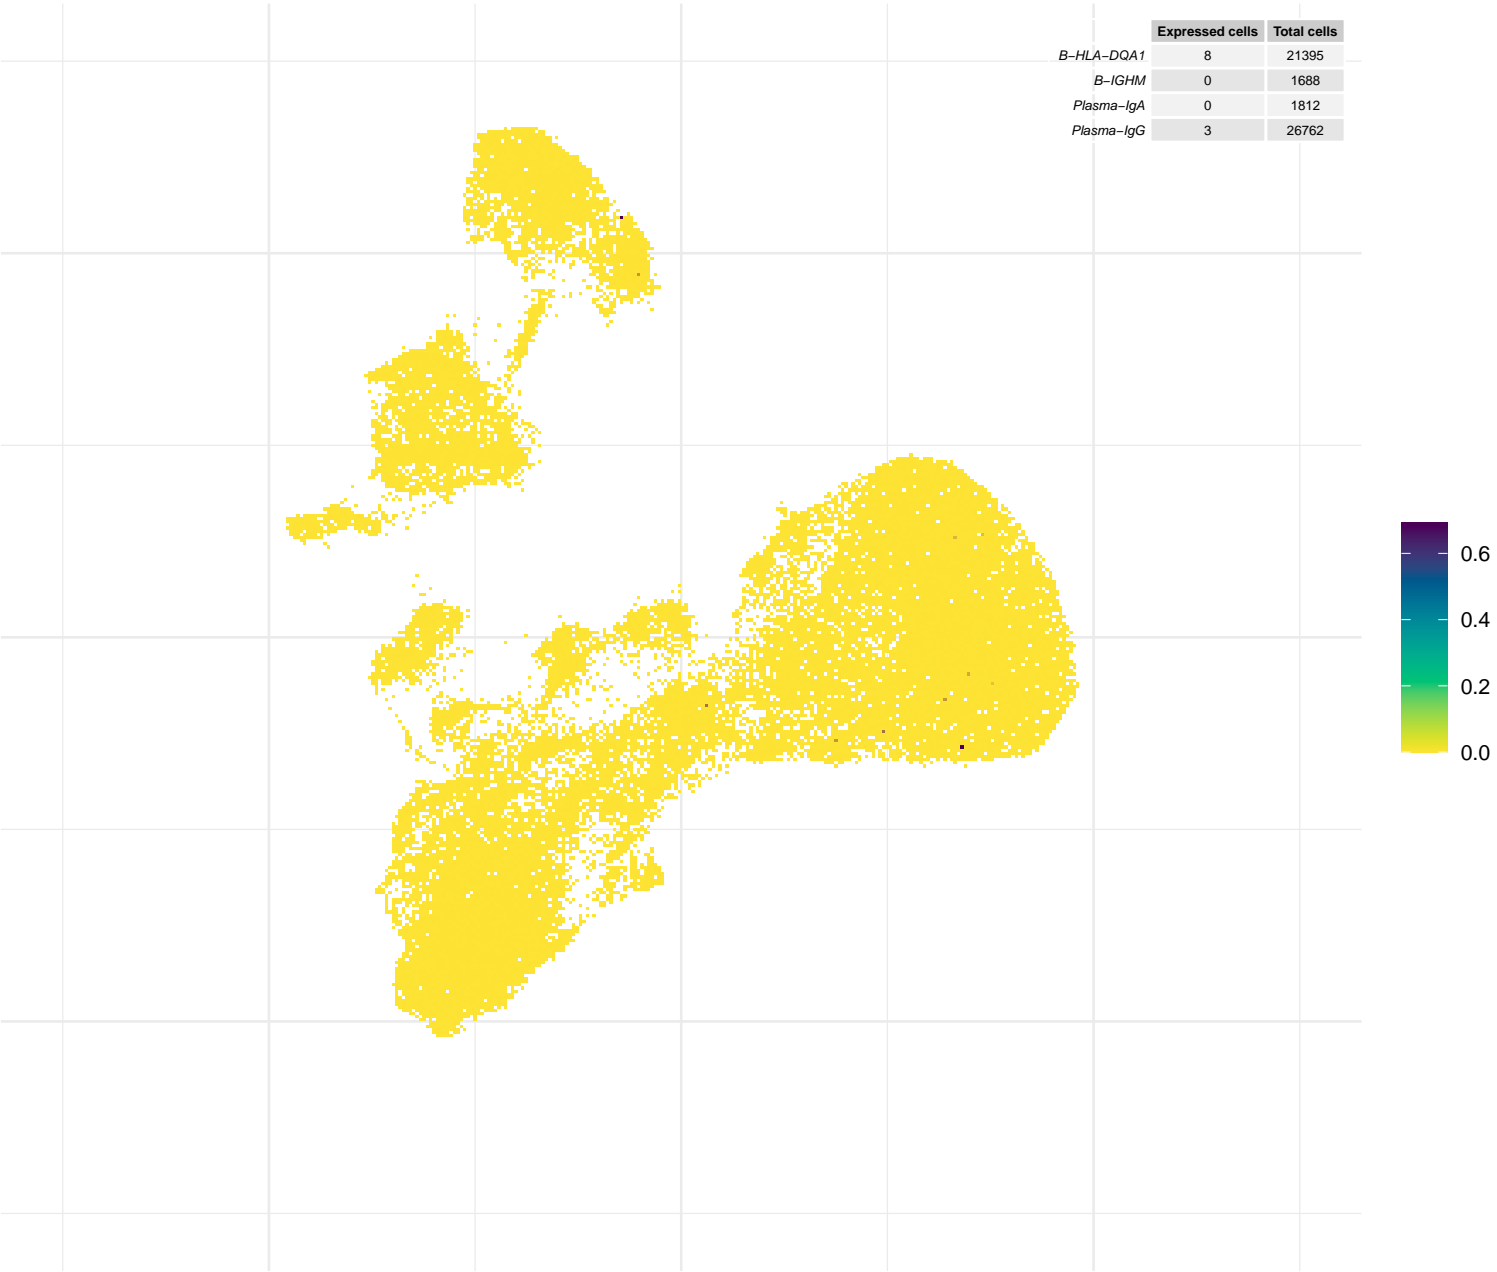 Expressed cells Total cells
B−HLA−DQA1 8 21395
B−IGHM 0 1688
Plasma−IgA 0 1812
Plasma−IgG 3 26762
0.6
0.4
0.2
0.0